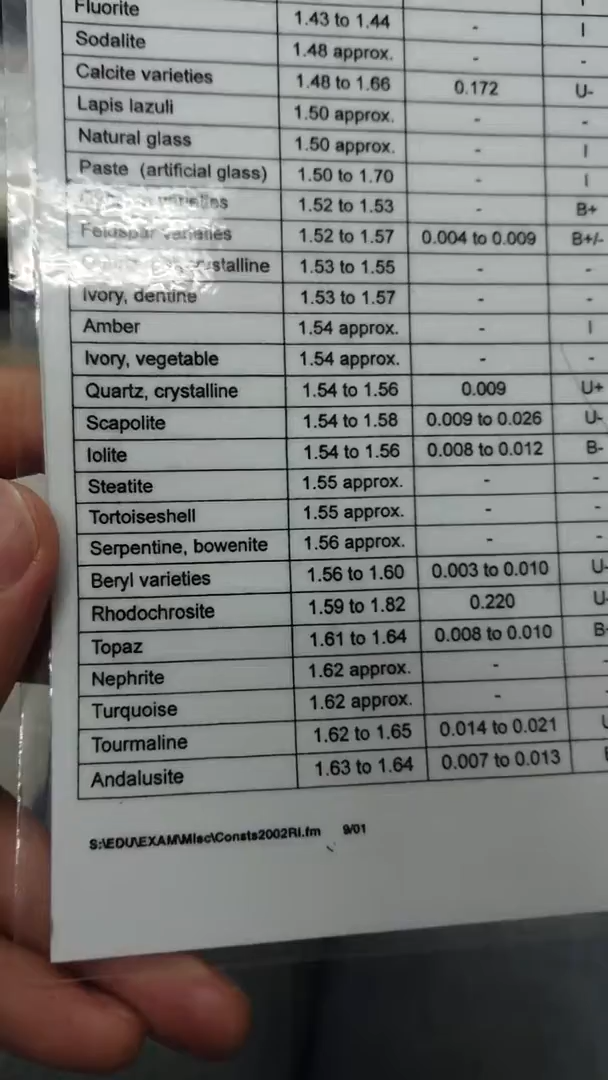 Fluorite 1.43 to 1.44 - I
Sodalite 1.48 approx. - -
Calcite varieties 1.48 to 1.66 0.172 U-
Lapis lazuli 1.50 approx. - -
Natural glass 1.50 approx. - I
Paste (artificial glass) 1.50 to 1.70 - I
varieties 1.52 to 1.53 - B+
Feldspar varieties 1.52 to 1.57 0.004 to 0.009 B+/-
1.53 to 1.55 - -
Ivory, dentine 1.53 to 1.57 - -
Amber 1.54 approx. - I
Ivory, vegetable 1.54 approx. - -
Quartz, crystalline 1.54 to 1.56 0.009 U+
Scapolite 1.54 to 1.58 0.009 to 0.026 U-
Iolite 1.54 to 1.56 0.008 to 0.012 B-
Steatite 1.55 approx. - -
Tortoiseshell 1.55 approx. - -
Serpentine, bowenite 1.56 approx. - -
Beryl varieties 1.56 to 1.60 0.003 to 0.010 U-
Rhodochrosite 1.59 to 1.82 0.220 U-
Topaz 1.61 to 1.64 0.008 to 0.010 B
Nephrite 1.62 approx. - -
Turquoise 1.62 approx. - -
Tourmaline 1.62 to 1.65 0.014 to 0.021
Andalusite 1.63 to 1.64 0.007 to 0.013
S:\EDU\EXAM\Misc\Consts2002RI.fm 9/01